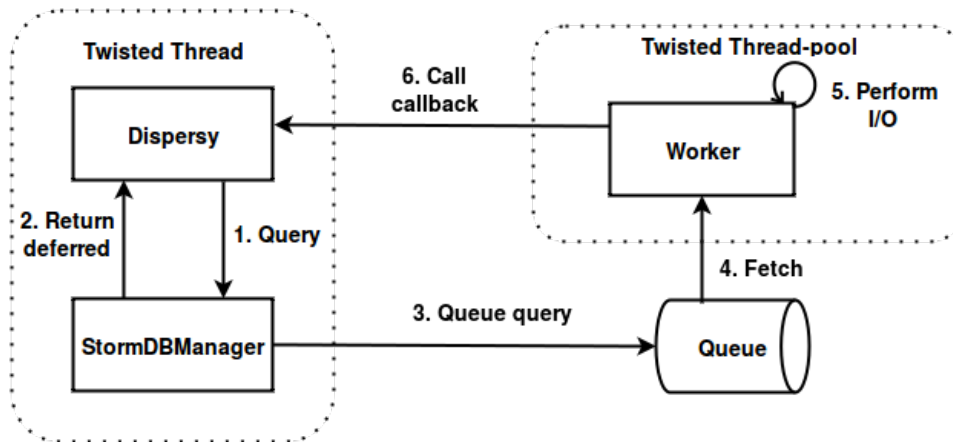 Twisted Thread
Twisted Thread-pool
6. Call
callback
5. Perform
I/O
Dispersy
Worker
2. Return
deferred
1. Query
4. Fetch
3. Queue query
StormDBManager
Queue